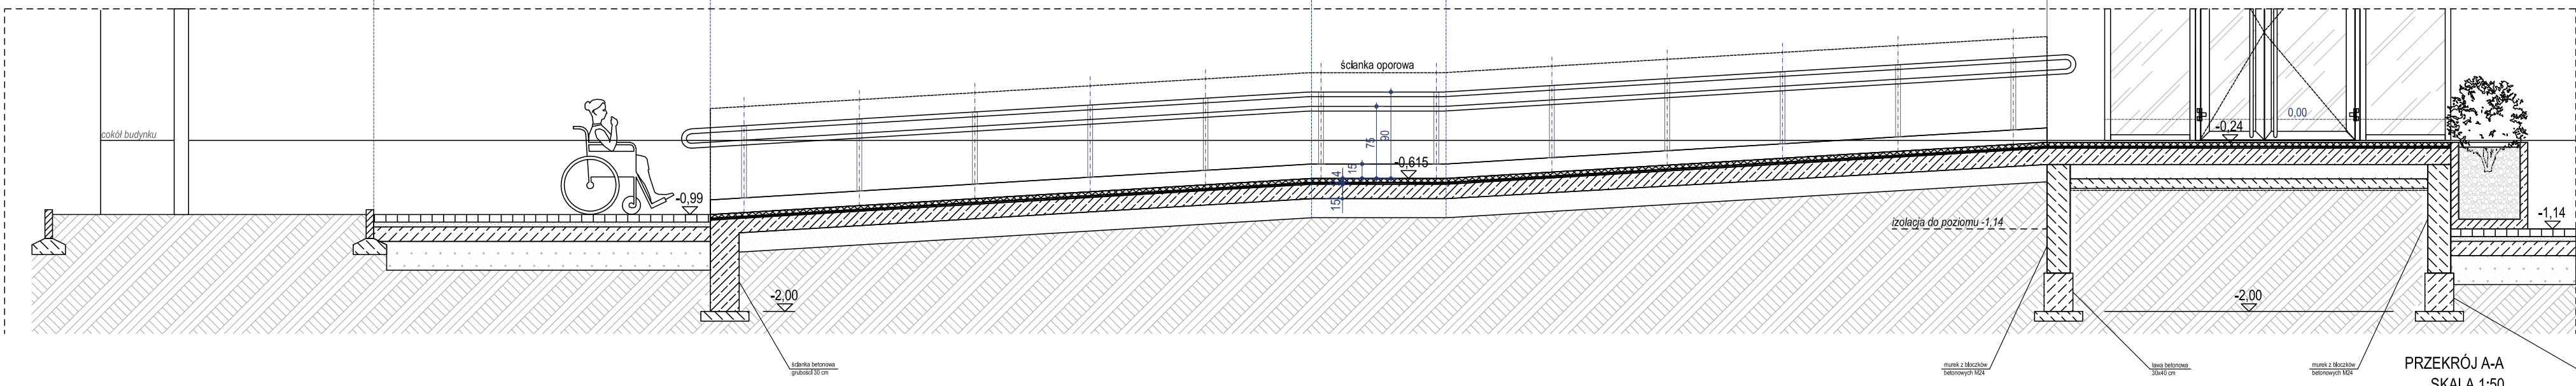 ścianka oporowa
cokół budynku
0,00
-0,24
90
75
-0,615
15
14
15
-0,99
-1,14
izolacja do poziomu -1,14
-2,00
-2,00
ścianka betonowa
grubości 30 cm
murek z bloczków
betonowych M24
ława betonowa
30x40 cm
murek z bloczków
betonowych M24
PRZEKRÓJ A-A
SKALA 1:50